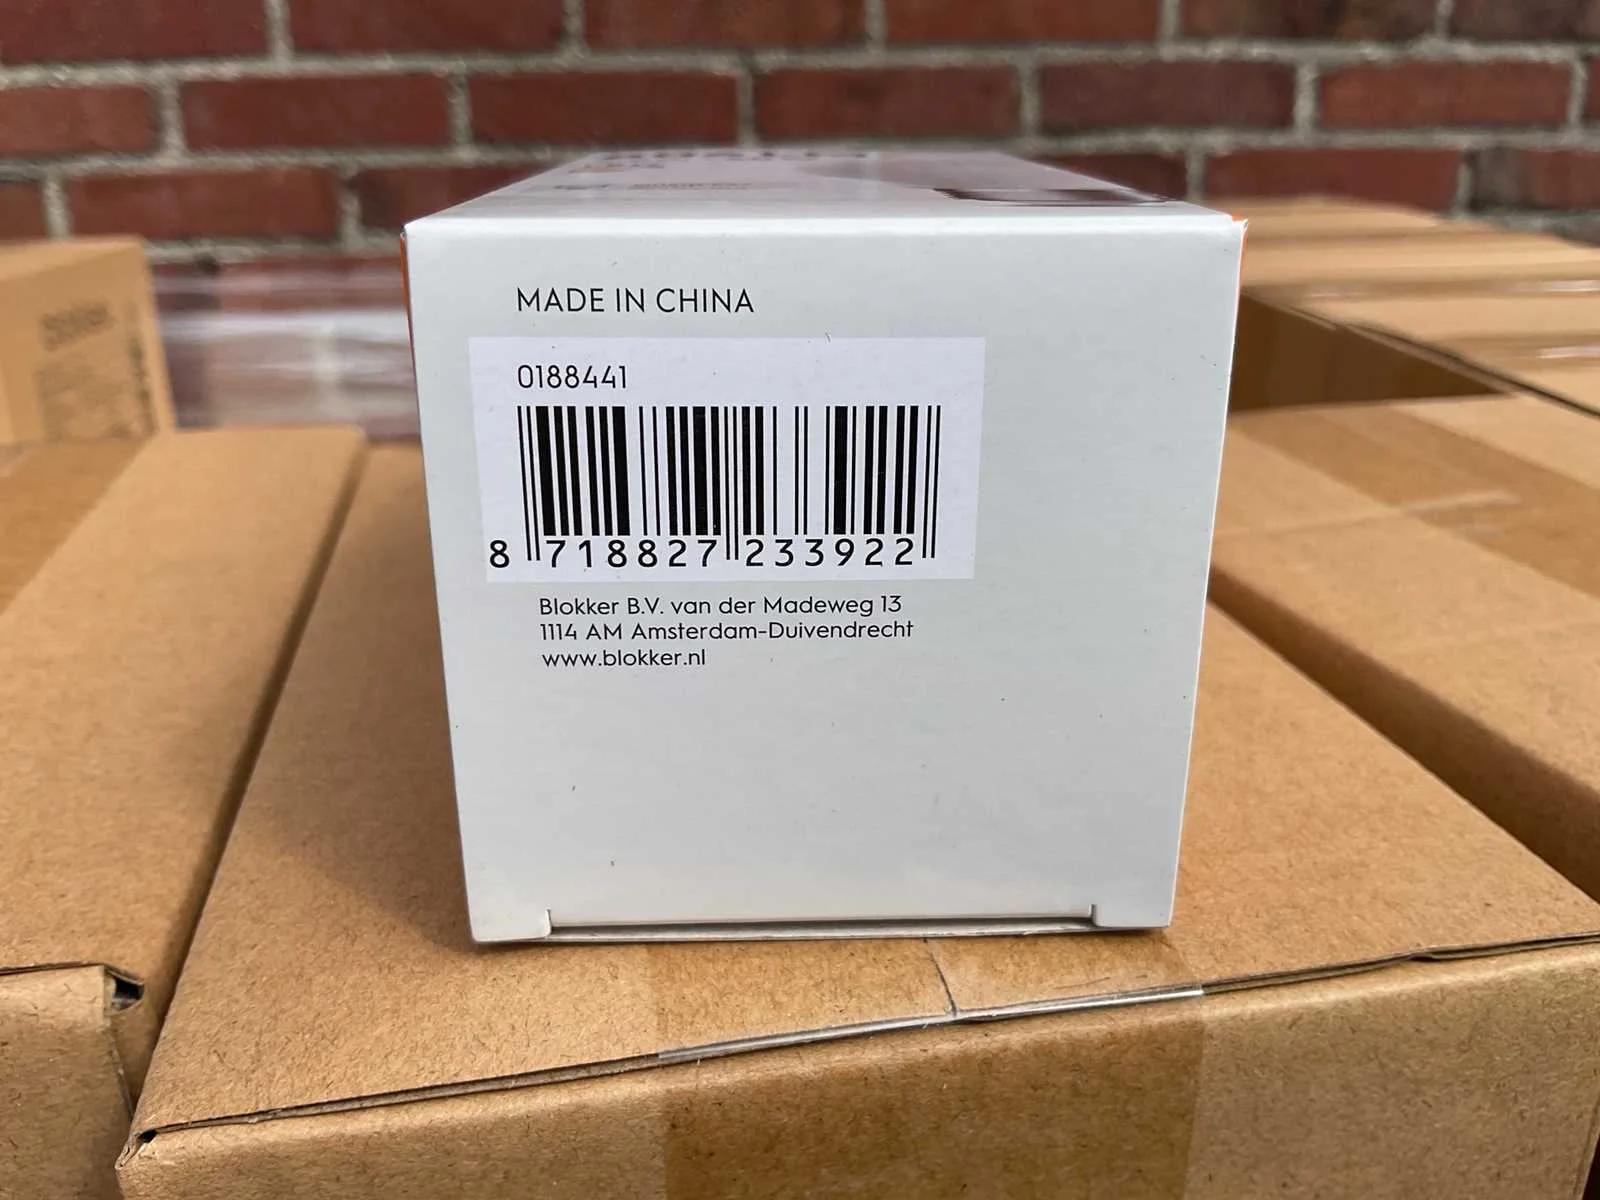 MADE IN CHINA
0188441
8 718827 233922
Blokker B.V. van der Madeweg 13
1114 AM Amsterdam-Duivendrecht
www.blokker.nl